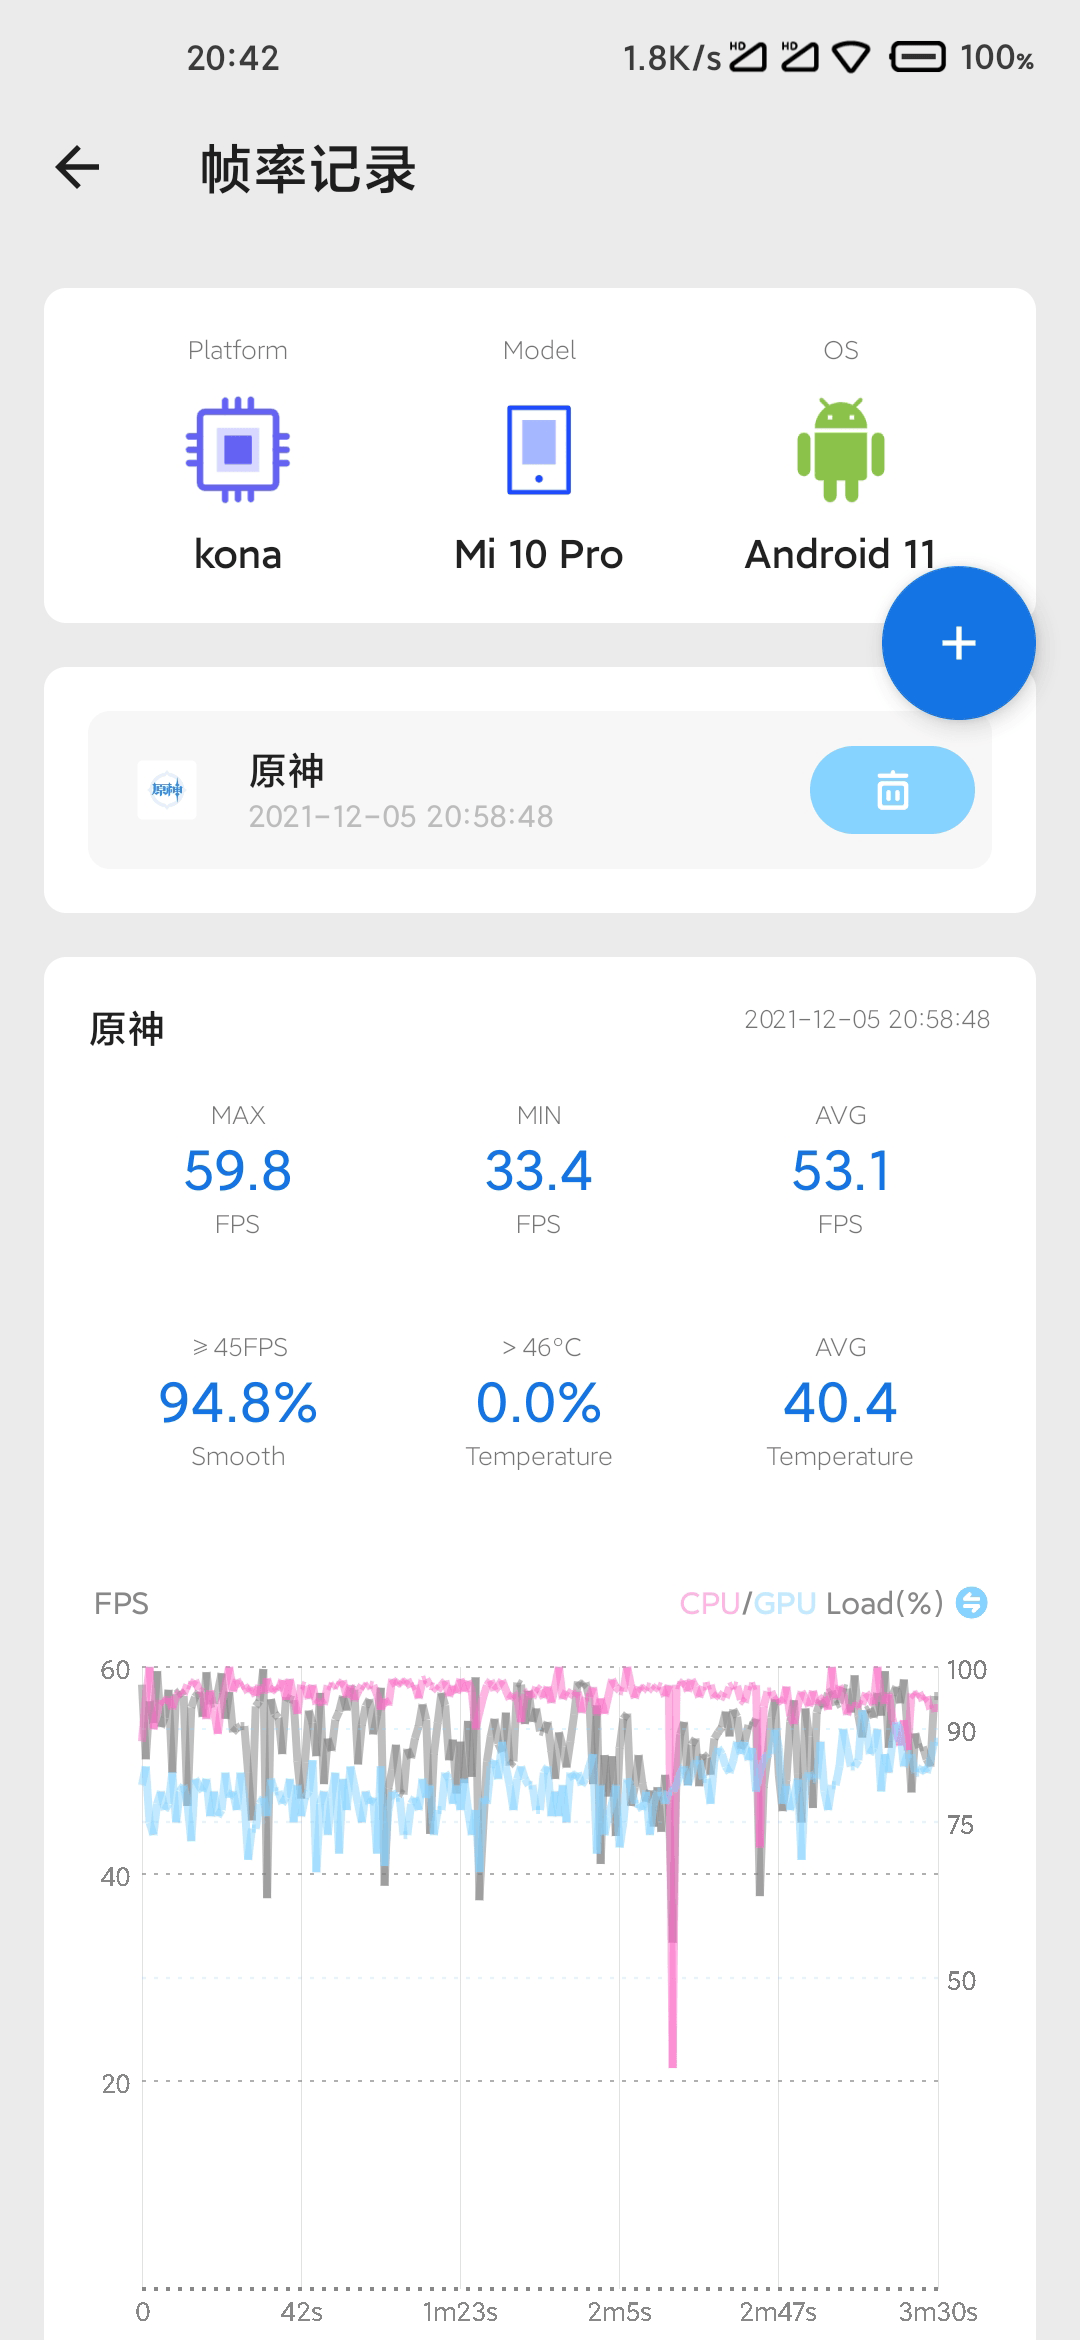 20:42 1.8K/s HD HD 100%
帧率记录
Platform Model OS
kona Mi 10 Pro Android 11
+
原神
原神
2021-12-05 20:58:48
原神 2021-12-05 20:58:48
MAX MIN AVG
59.8 33.4 53.1
FPS FPS FPS
≥45FPS >46°C AVG
94.8% 0.0% 40.4
Smooth Temperature Temperature
FPS CPU/GPU Load(%)
60 100
90
75
40
50
20
0 42s 1m23s 2m5s 2m47s 3m30s